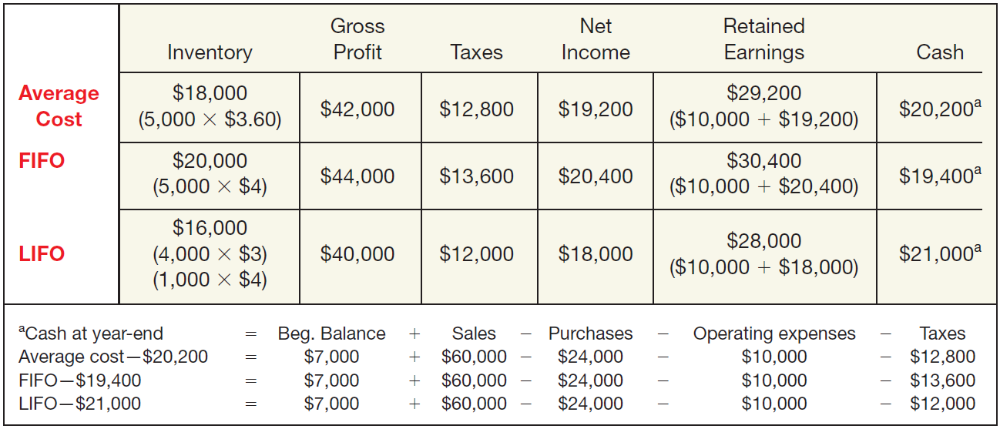 Inventory Gross Profit Taxes Net Income Retained Earnings Cash
Average Cost $18,000 (5,000 × $3.60) $42,000 $12,800 $19,200 $29,200 ($10,000 + $19,200) $20,200ª
FIFO $20,000 (5,000 × $4) $44,000 $13,600 $20,400 $30,400 ($10,000 + $20,400) $19,400ª
LIFO $16,000 (4,000 × $3) (1,000 × $4) $40,000 $12,000 $18,000 $28,000 ($10,000 + $18,000) $21,000ª
ªCash at year-end = Beg. Balance + Sales − Purchases − Operating expenses − Taxes
Average cost—$20,200 = $7,000 + $60,000 − $24,000 − $10,000 − $12,800
FIFO—$19,400 = $7,000 + $60,000 − $24,000 − $10,000 − $13,600
LIFO—$21,000 = $7,000 + $60,000 − $24,000 − $10,000 − $12,000